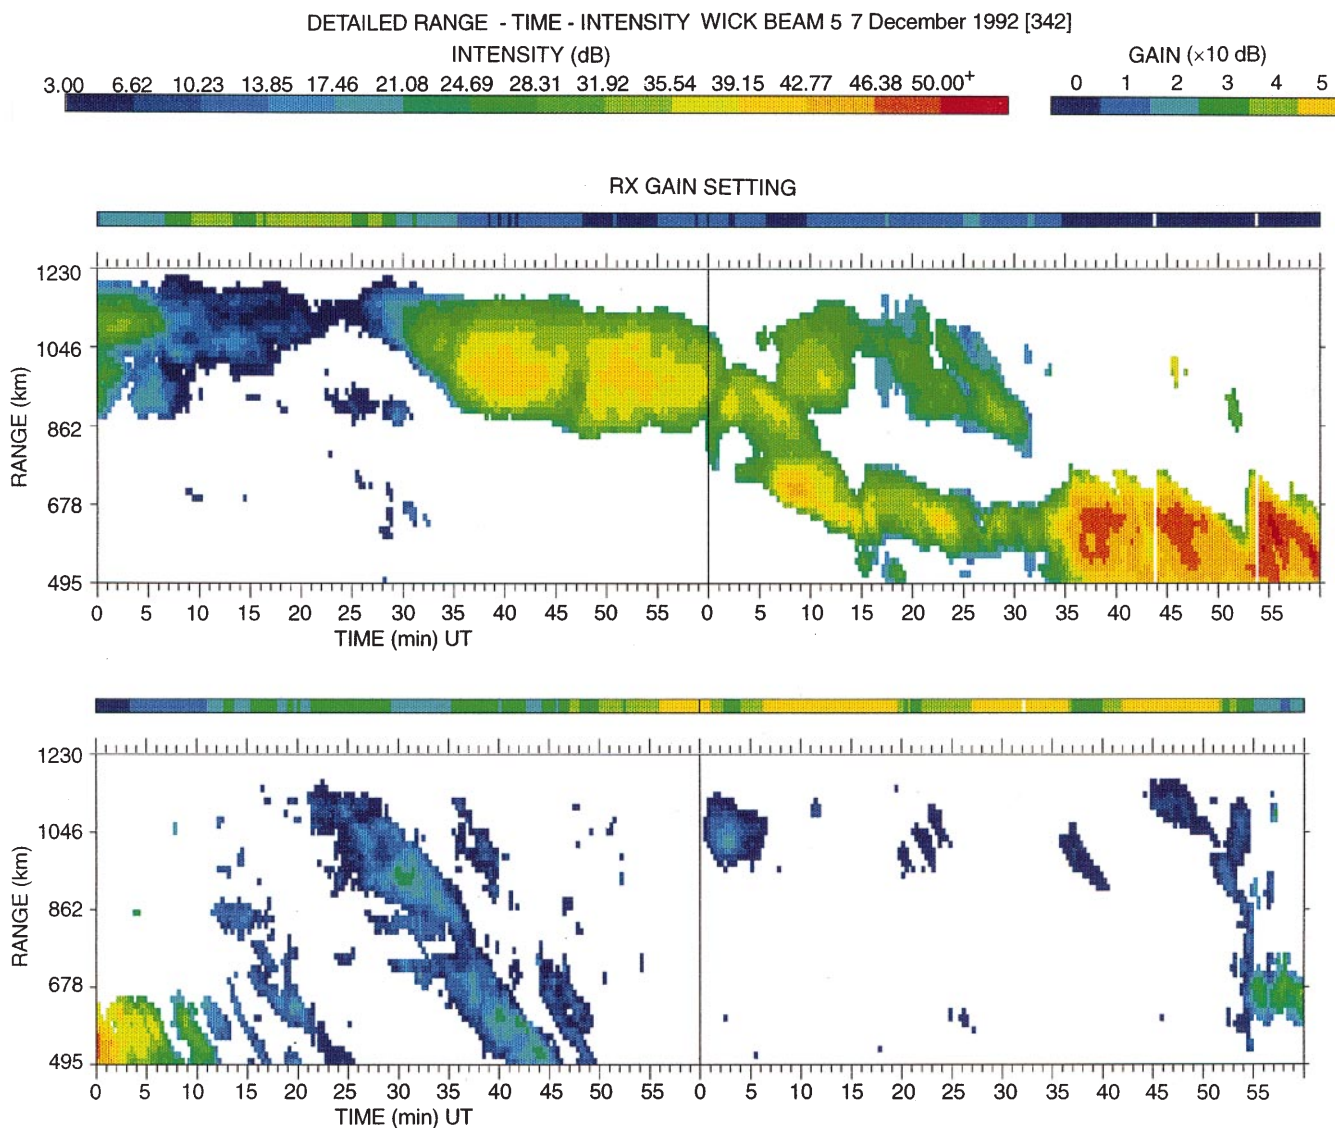 DETAILED RANGE - TIME - INTENSITY WICK BEAM 5 7 December 1992 [342]
INTENSITY (dB) GAIN (×10 dB)
3.00 6.62 10.23 13.85 17.46 21.08 24.69 28.31 31.92 35.54 39.15 42.77 46.38 50.00+ 0 1 2 3 4 5
RX GAIN SETTING
1230
1046
862
678
495
RANGE (km)
0 5 10 15 20 25 30 35 40 45 50 55 0 5 10 15 20 25 30 35 40 45 50 55
TIME (min) UT
1230
1046
862
678
495
RANGE (km)
0 5 10 15 20 25 30 35 40 45 50 55 0 5 10 15 20 25 30 35 40 45 50 55
TIME (min) UT